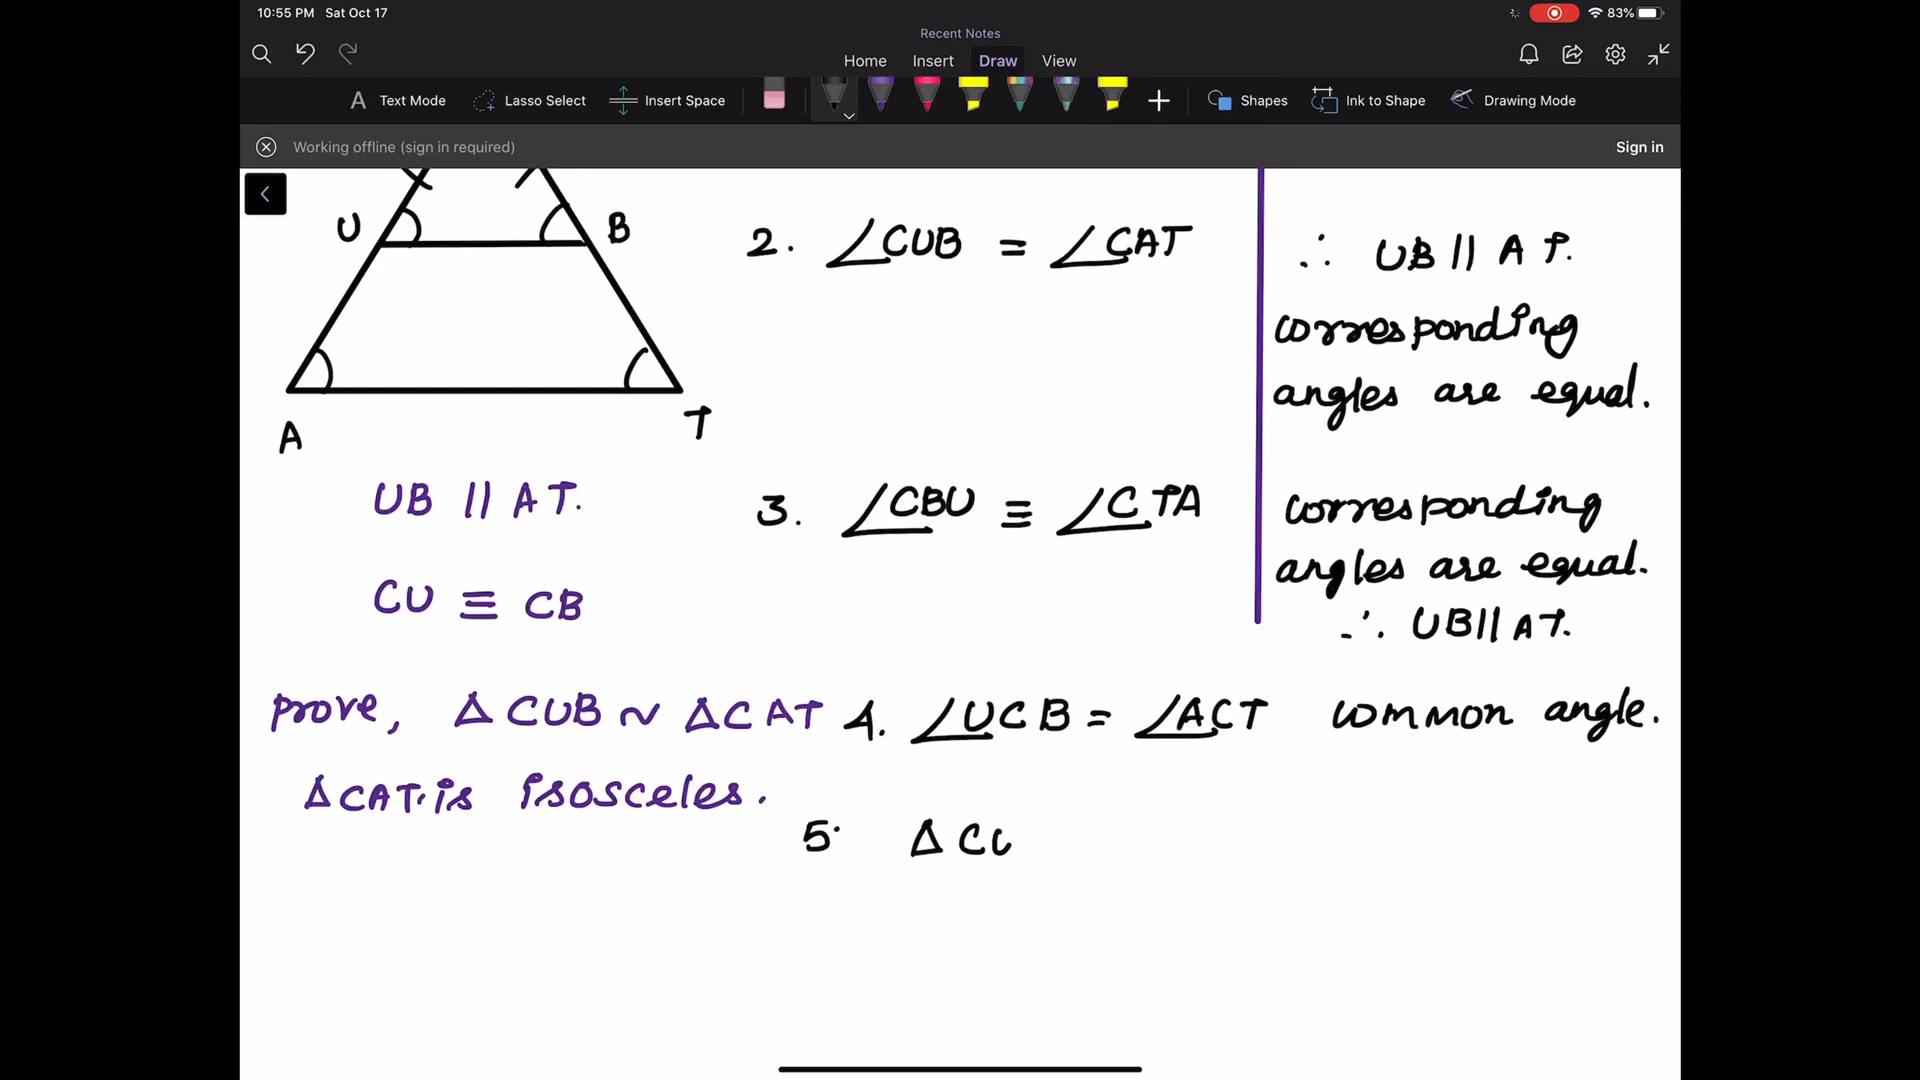 10:55 PM Sat Oct 17
83%
Recent Notes
Home Insert Draw View
A Text Mode Lasso Select Insert Space Shapes Ink to Shape Drawing Mode
Working offline (sign in required) Sign in
U B
A T
UB || AT.
CU ≡ CB
prove, Δ CUB ~ ΔCAT
ΔCAT is isosceles.
2. ∠CUB = ∠CAT
∴ UB || AT.
corresponding
angles are equal.
3. ∠CBU ≡ ∠CTA
corresponding
angles are equal.
∴ UB || AT.
4. ∠UCB = ∠ACT common angle.
5. Δ CU